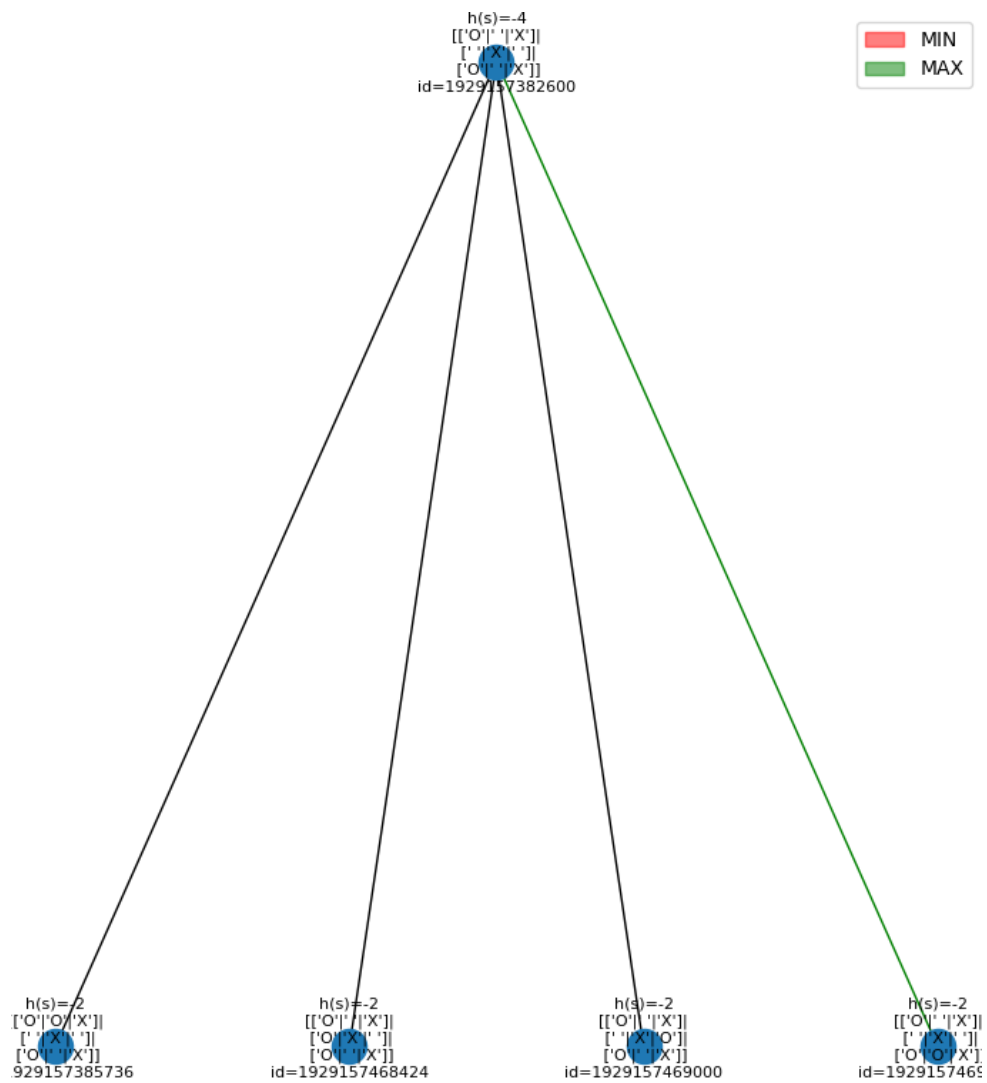 h(s)=-4
[['O'|' '|'X']|
[' '|'X'|' ']|
['O'|' '|'X']]
id=1929157382600
MIN
MAX
h(s)=-2
[['O'|'O'|'X']|
[' '|'X'|' ']|
['O'|' '|'X']]
.929157385736
h(s)=-2
[['O'|' '|'X']|
['O'|'X'|' ']|
['O'|' '|'X']]
id=1929157468424
h(s)=-2
[['O'|' '|'X']|
[' '|'X'|'O']|
['O'|' '|'X']]
id=1929157469000
h(s)=-2
[['O'|' '|'X']|
[' '|'X'|' ']|
['O'|'O'|'X']]
id=192915746